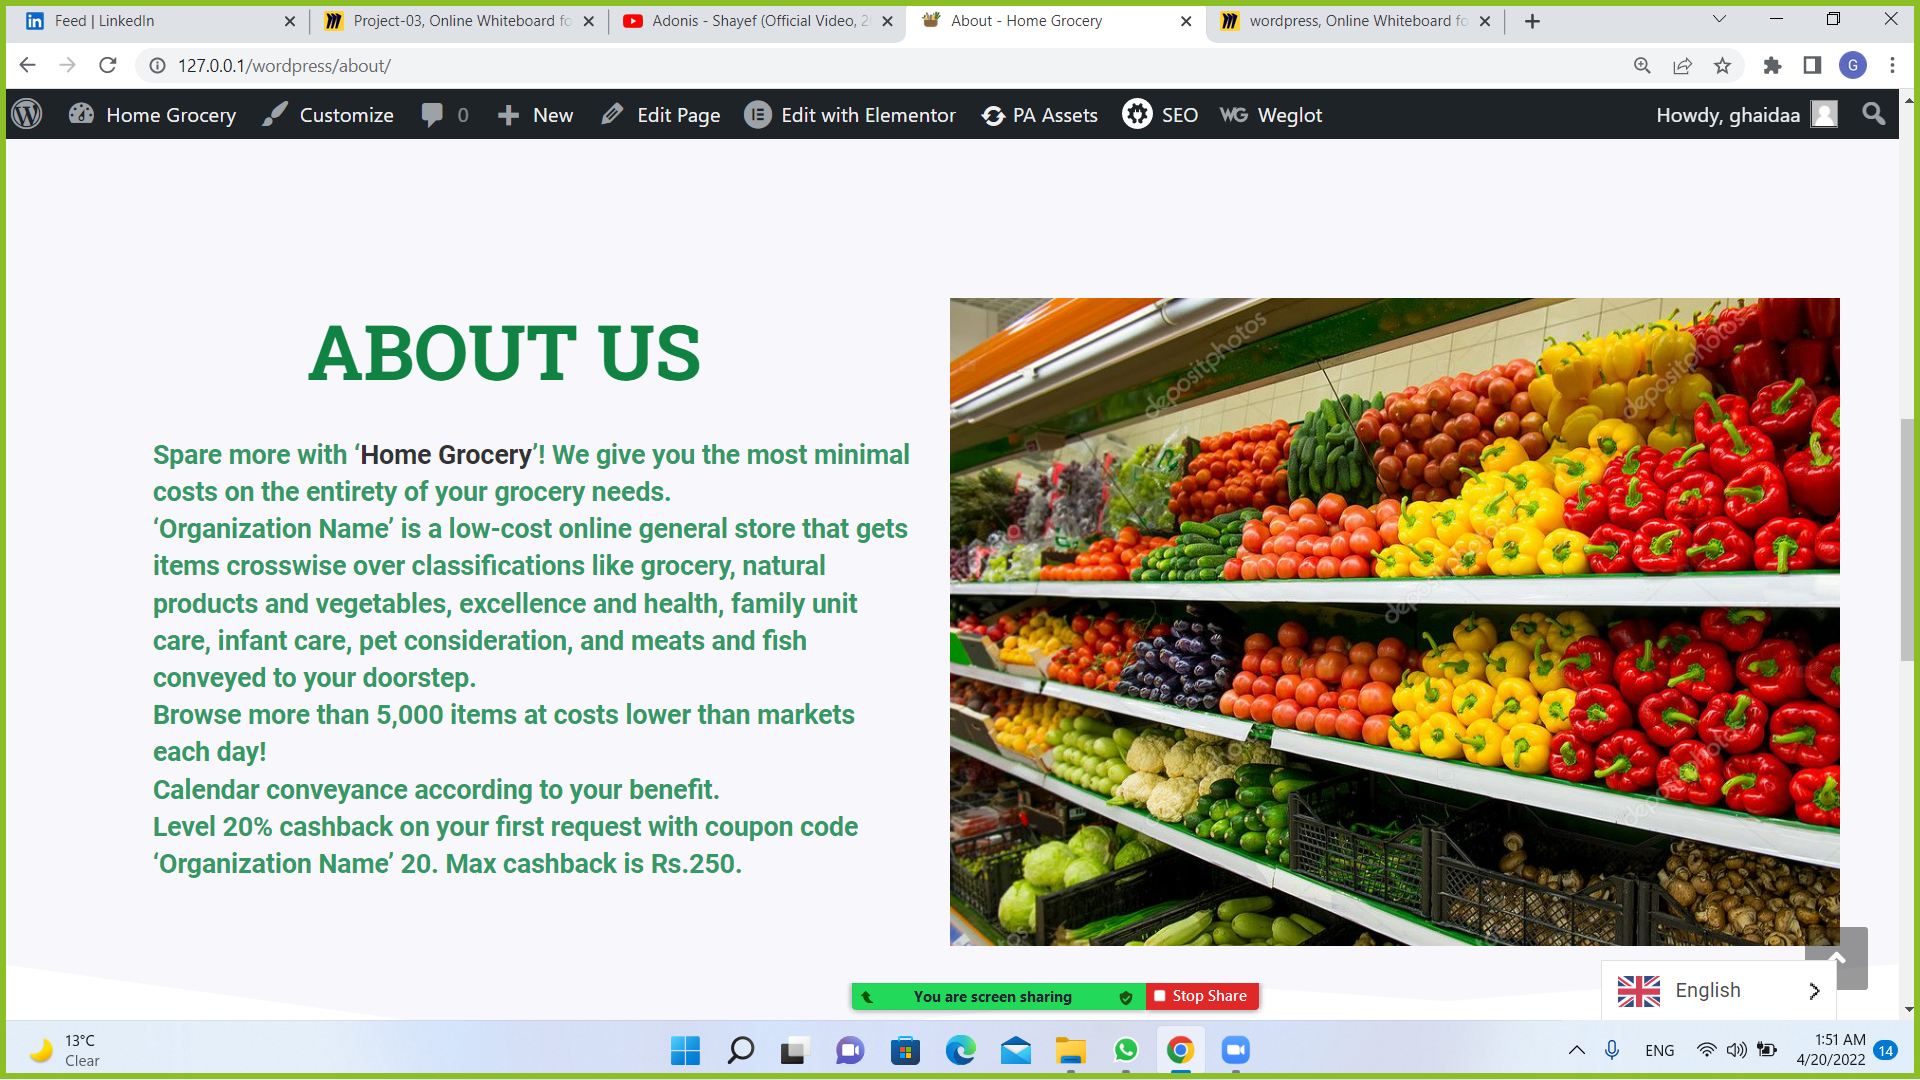 Feed | LinkedIn
Project-03, Online Whiteboard fo
Adonis - Shayef (Official Video, 2
About - Home Grocery
wordpress, Online Whiteboard fo
127.0.0.1/wordpress/about/
G
Home Grocery
Customize
0
New
Edit Page
Edit with Elementor
PA Assets
SEO
WG Weglot
Howdy, ghaidaa
ABOUT US
Spare more with ‘Home Grocery’! We give you the most minimal
costs on the entirety of your grocery needs.
‘Organization Name’ is a low-cost online general store that gets
items crosswise over classifications like grocery, natural
products and vegetables, excellence and health, family unit
care, infant care, pet consideration, and meats and fish
conveyed to your doorstep.
Browse more than 5,000 items at costs lower than markets
each day!
Calendar conveyance according to your benefit.
Level 20% cashback on your first request with coupon code
‘Organization Name’ 20. Max cashback is Rs.250.
depositphotos
depositphotos
depositphotos
depositphotos
You are screen sharing
Stop Share
English
13°C
Clear
ENG
1:51 AM
4/20/2022
14